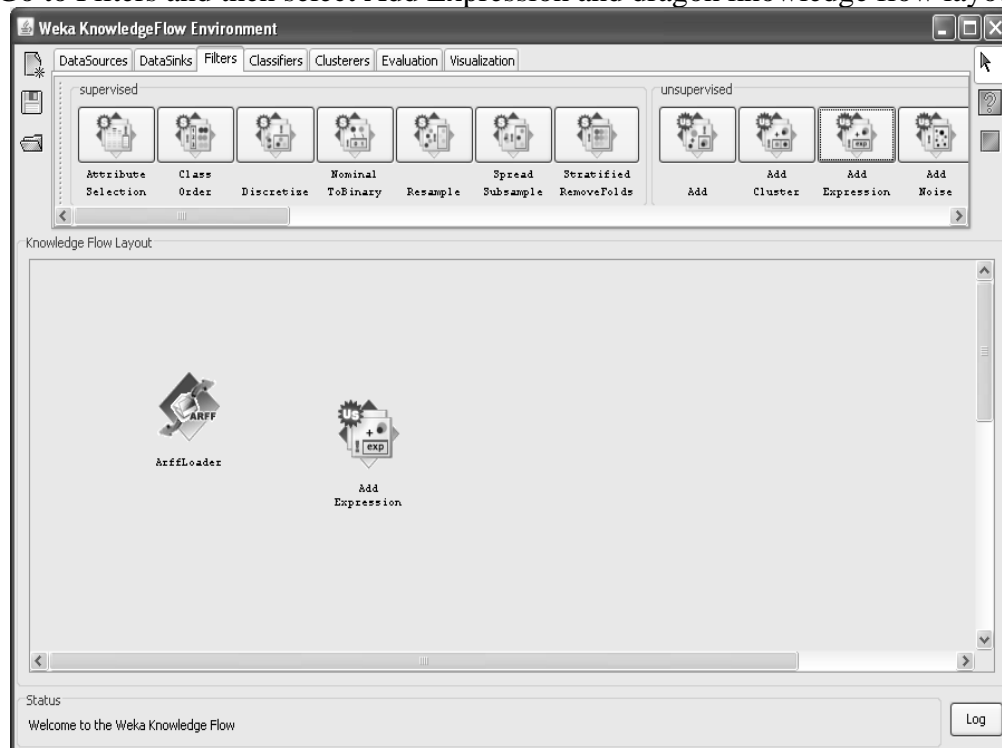 Go to Filters and then select Add Expression and dragon knowledge flow layou
Weka KnowledgeFlow Environment
DataSources DataSinks Filters Classifiers Clusterers Evaluation Visualization
supervised
unsupervised
Attribute Selection
Class Order
Discretize
Nominal ToBinary
Resample
Spread Subsample
Stratified RemoveFolds
Add
Add Cluster
Add Expression
Add Noise
Knowledge Flow Layout
ARFF
ArffLoader
Us
+
! exp
Add
Expression
Status
Welcome to the Weka Knowledge Flow
Log